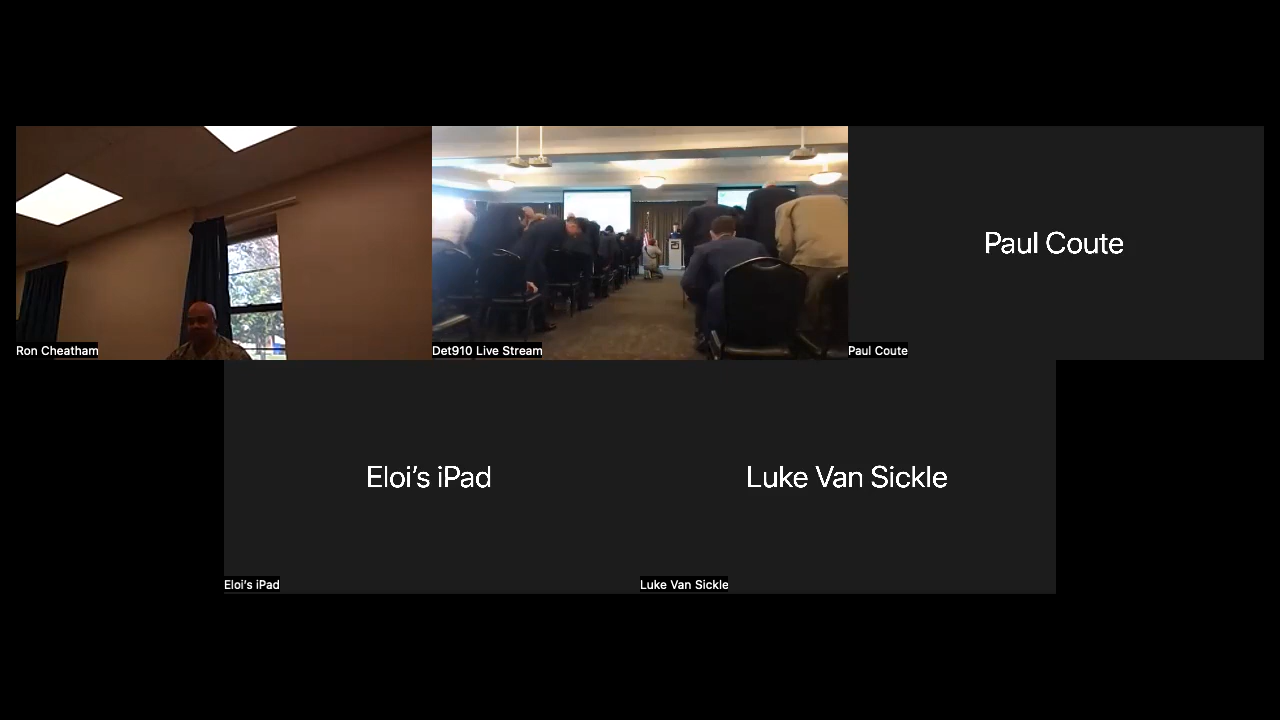 Ron Cheatham
Det910 Live Stream
Paul Coute
Paul Coute
Eloi’s iPad
Luke Van Sickle
Eloi’s iPad
Luke Van Sickle